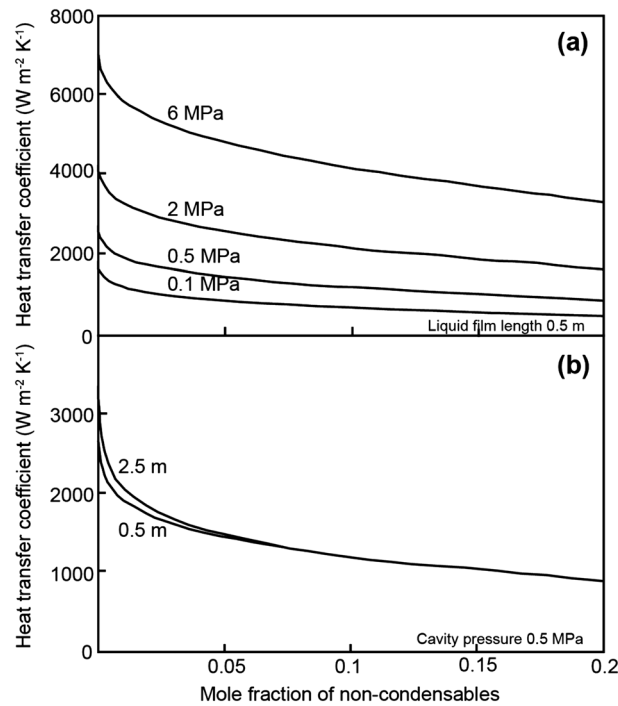 8000
(a)
Heat transfer coefficient (W m⁻² K⁻¹)
6 MPa
6000
4000
2 MPa
2000
0.5 MPa
0.1 MPa
Liquid film length 0.5 m
0
(b)
Heat transfer coefficient (W m⁻² K⁻¹)
3000
2.5 m
2000
0.5 m
1000
Cavity pressure 0.5 MPa
0
0.05
0.1
0.15
0.2
Mole fraction of non-condensables